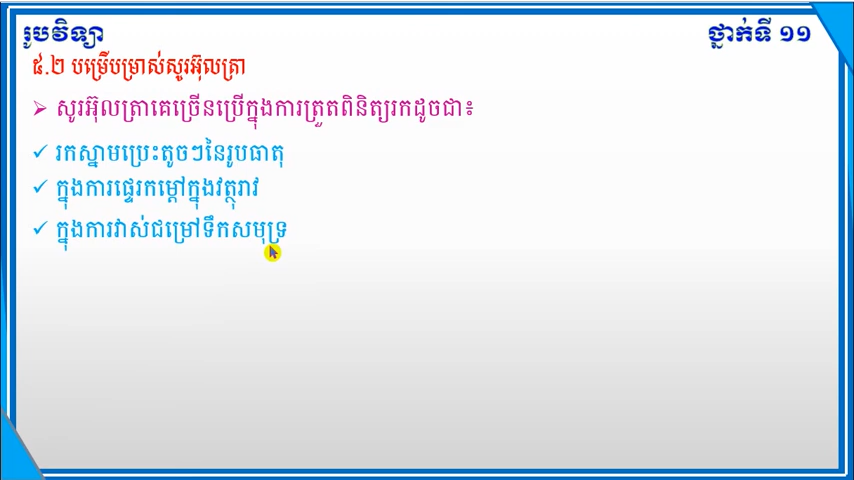 រូបវិទ្យា ថ្នាក់ទី ១១
៥.២ បម្រើបម្រាស់សូរអ៊ុលត្រា
សូរអ៊ុលត្រាគេច្រើនប្រើក្នុងការត្រួតពិនិត្យរកដូចជា៖
រកស្នាមប្រេះតូចៗនៃរូបធាតុ
ក្នុងការផ្ទេរកម្តៅក្នុងវត្ថុរាវ
ក្នុងការវាស់ជម្រៅទឹកសមុទ្រ